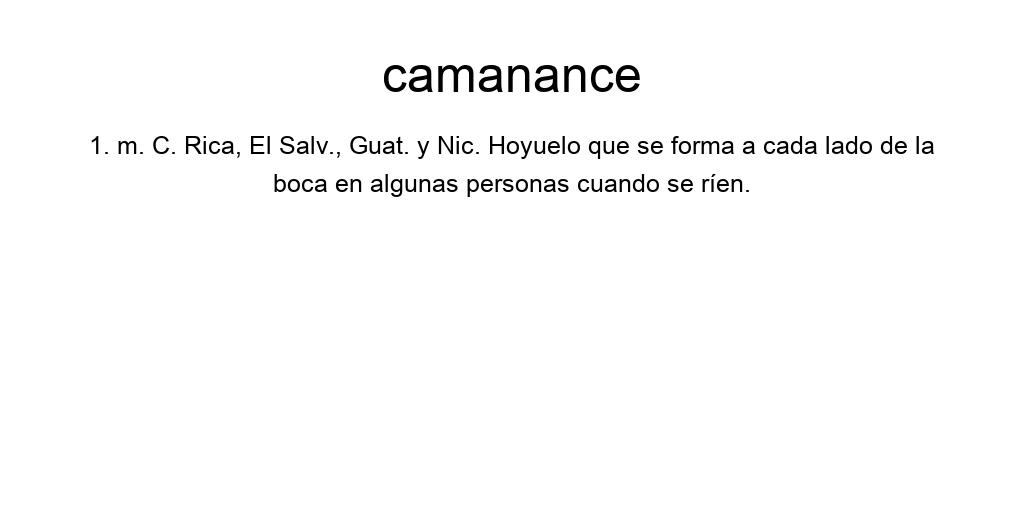 camanance
1. m. C. Rica, El Salv., Guat. y Nic. Hoyuelo que se forma a cada lado de la
boca en algunas personas cuando se ríen.